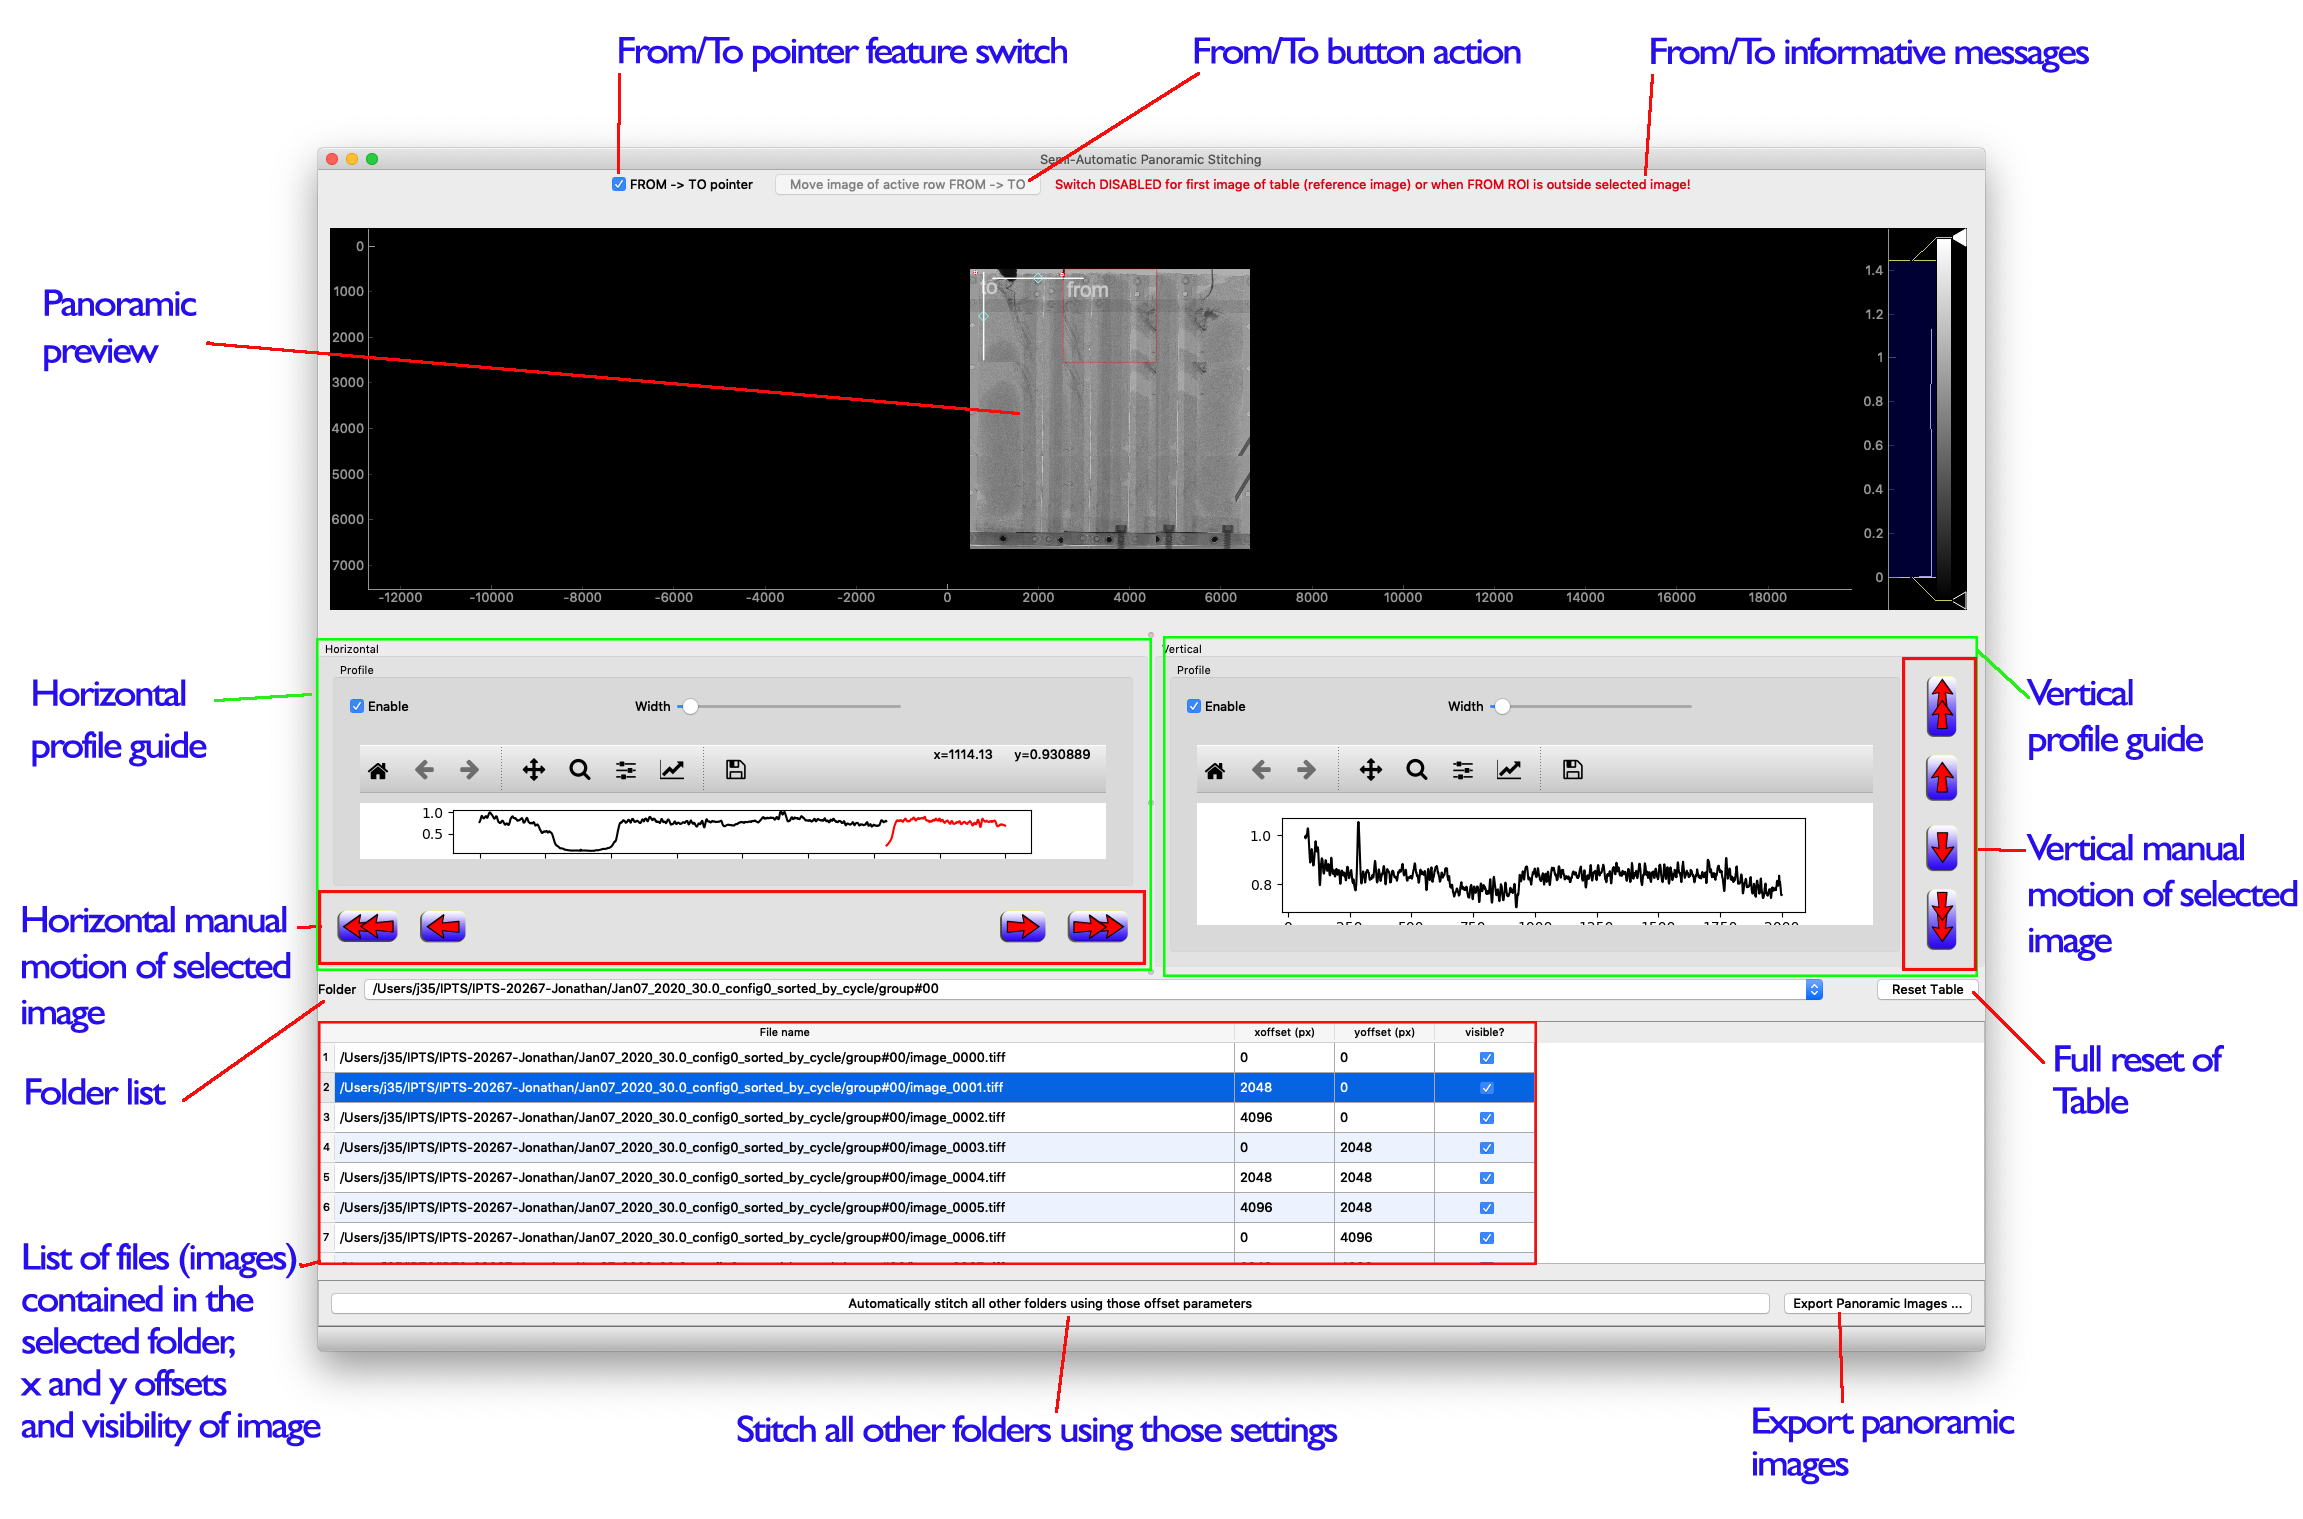 From/To pointer feature switch
From/To button action
From/To informative messages
Semi-Automatic Panoramic Stitching
FROM -> TO pointer
Move image of active row FROM -> TO
Switch DISABLED for first image of table (reference image) or when FROM ROI is outside selected image!
Panoramic
preview
0
1000
2000
3000
4000
5000
6000
7000
-12000 -10000 -8000 -6000 -4000 -2000 0 2000 4000 6000 8000 10000 12000 14000 16000 18000
to
from
1.4
1.2
1
0.8
0.6
0.4
0.2
0
Horizontal
profile guide
Horizontal
Profile
Enable
Width
x=1114.13 y=0.930889
1.0
0.5
Vertical
Profile
Enable
Width
1.0
0.8
0 250 500 750 1000 1250 1500 1750 2000
Vertical
profile guide
Horizontal manual
motion of selected
image
Vertical manual
motion of selected
image
Folder
/Users/j35/IPTS/IPTS-20267-Jonathan/Jan07_2020_30.0_config0_sorted_by_cycle/group#00
Reset Table
Folder list
Full reset of
Table
File name xoffset (px) yoffset (px) visible?
1 /Users/j35/IPTS/IPTS-20267-Jonathan/Jan07_2020_30.0_config0_sorted_by_cycle/group#00/image_0000.tiff 0 0
2 /Users/j35/IPTS/IPTS-20267-Jonathan/Jan07_2020_30.0_config0_sorted_by_cycle/group#00/image_0001.tiff 2048 0
3 /Users/j35/IPTS/IPTS-20267-Jonathan/Jan07_2020_30.0_config0_sorted_by_cycle/group#00/image_0002.tiff 4096 0
4 /Users/j35/IPTS/IPTS-20267-Jonathan/Jan07_2020_30.0_config0_sorted_by_cycle/group#00/image_0003.tiff 0 2048
5 /Users/j35/IPTS/IPTS-20267-Jonathan/Jan07_2020_30.0_config0_sorted_by_cycle/group#00/image_0004.tiff 2048 2048
6 /Users/j35/IPTS/IPTS-20267-Jonathan/Jan07_2020_30.0_config0_sorted_by_cycle/group#00/image_0005.tiff 4096 2048
7 /Users/j35/IPTS/IPTS-20267-Jonathan/Jan07_2020_30.0_config0_sorted_by_cycle/group#00/image_0006.tiff 0 4096
List of files (images)
contained in the
selected folder,
x and y offsets
and visibility of image
Automatically stitch all other folders using those offset parameters
Export Panoramic Images ...
Stitch all other folders using those settings
Export panoramic
images